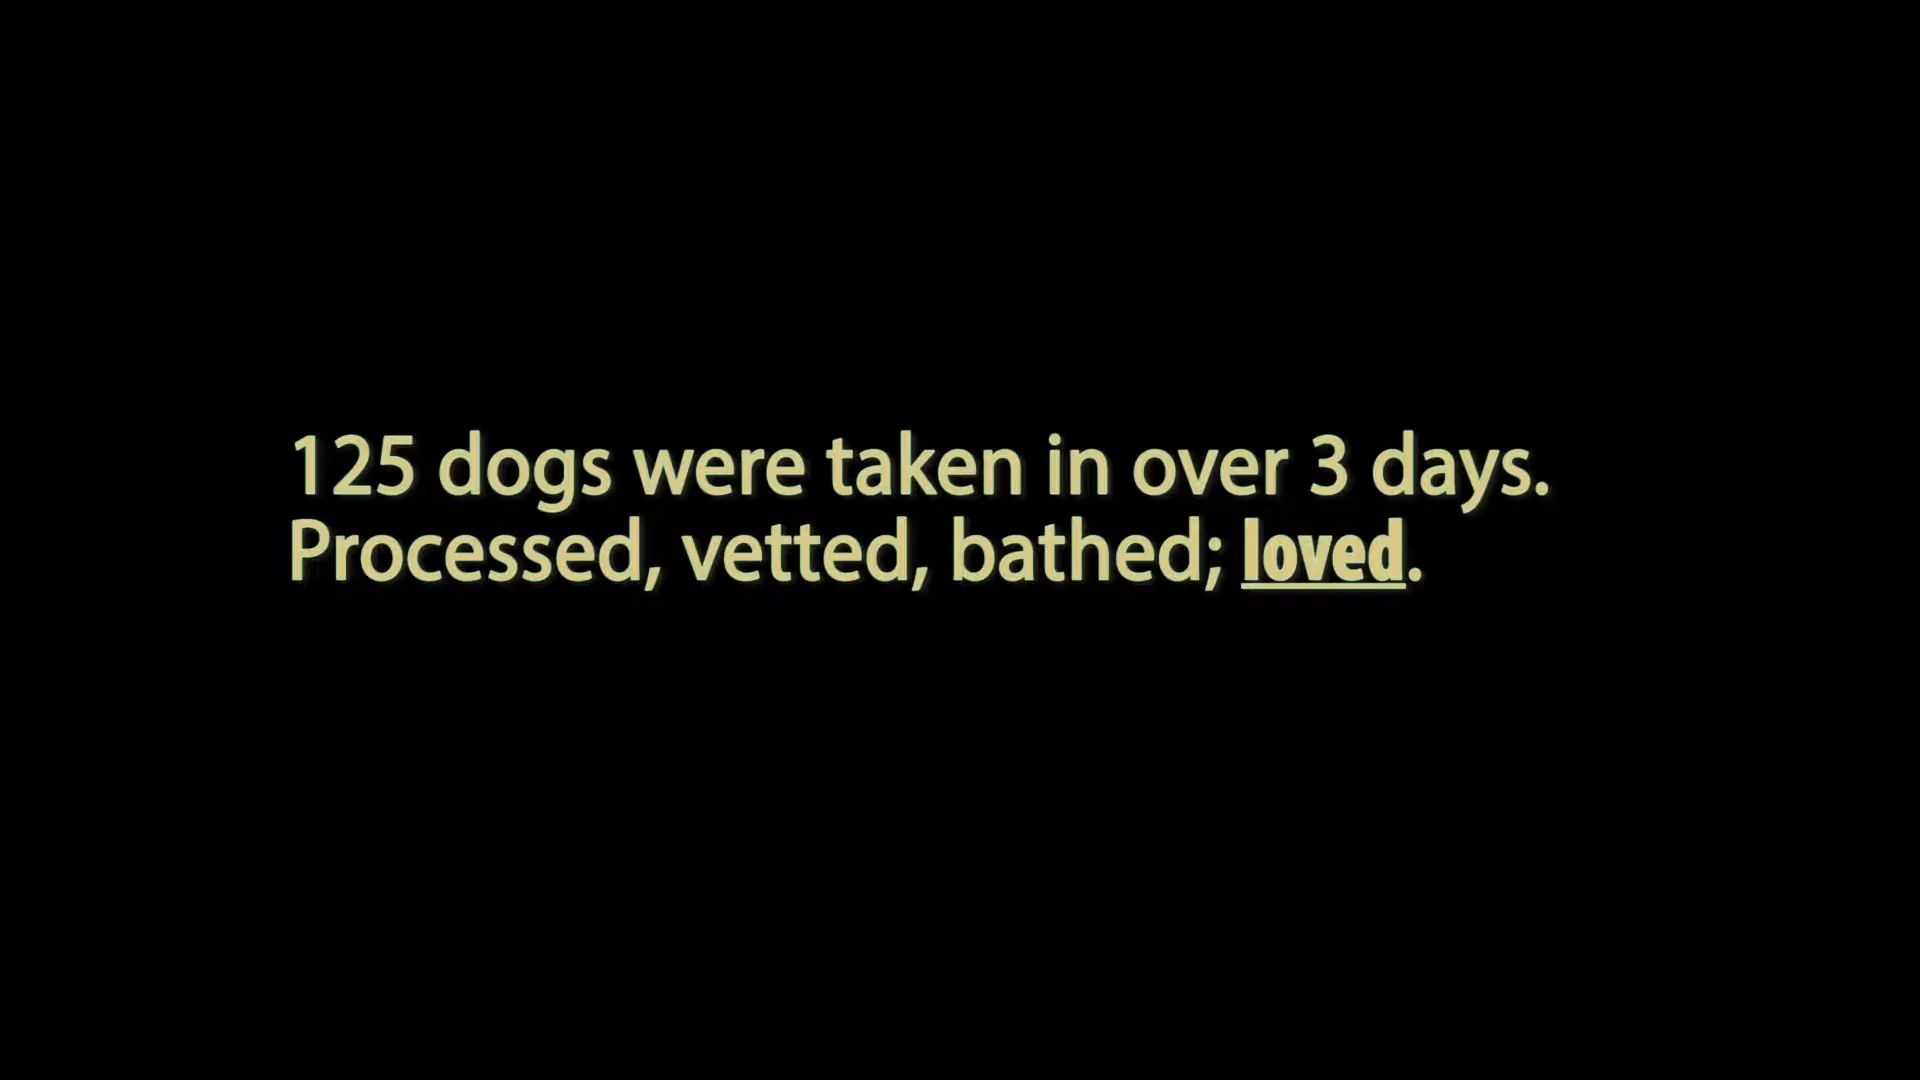 125 dogs were taken in over 3 days.
Processed, vetted, bathed; loved.